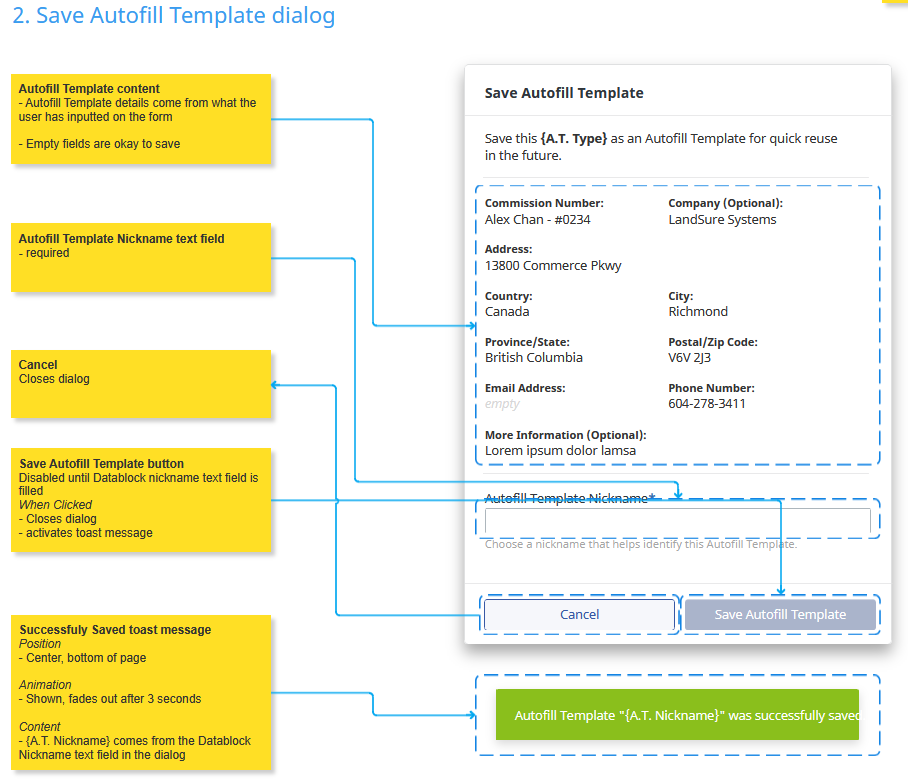 2. Save Autofill Template dialog
Autofill Template content
- Autofill Template details come from what the
user has inputted on the form
- Empty fields are okay to save
Autofill Template Nickname text field
- required
Cancel
Closes dialog
Save Autofill Template button
Disabled until Datablock nickname text field is
filled
When Clicked
- Closes dialog
- activates toast message
Successfuly Saved toast message
Position
- Center, bottom of page
Animation
- Shown, fades out after 3 seconds
Content
- {A.T. Nickname} comes from the Datablock
Nickname text field in the dialog
Save Autofill Template
Save this {A.T. Type} as an Autofill Template for quick reuse
in the future.
Commission Number: Company (Optional):
Alex Chan - #0234 LandSure Systems
Address:
13800 Commerce Pkwy
Country: City:
Canada Richmond
Province/State: Postal/Zip Code:
British Columbia V6V 2J3
Email Address: Phone Number:
empty 604-278-3411
More Information (Optional):
Lorem ipsum dolor lamsa
Autofill Template Nickname*
Choose a nickname that helps identify this Autofill Template.
Cancel Save Autofill Template
Autofill Template "{A.T. Nickname}" was successfully saved